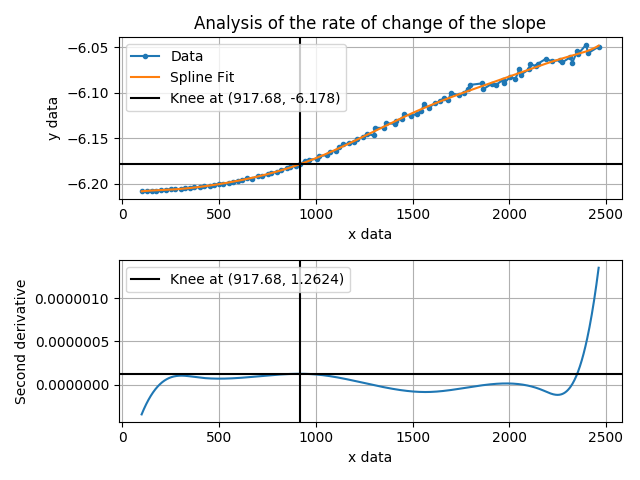 Analysis of the rate of change of the slope
−6.05
−6.10
−6.15
−6.20
y data
Data
Spline Fit
Knee at (917.68, -6.178)
0 500 1000 1500 2000 2500
x data
0.0000010
0.0000005
0.0000000
Second derivative
Knee at (917.68, 1.2624)
0 500 1000 1500 2000 2500
x data